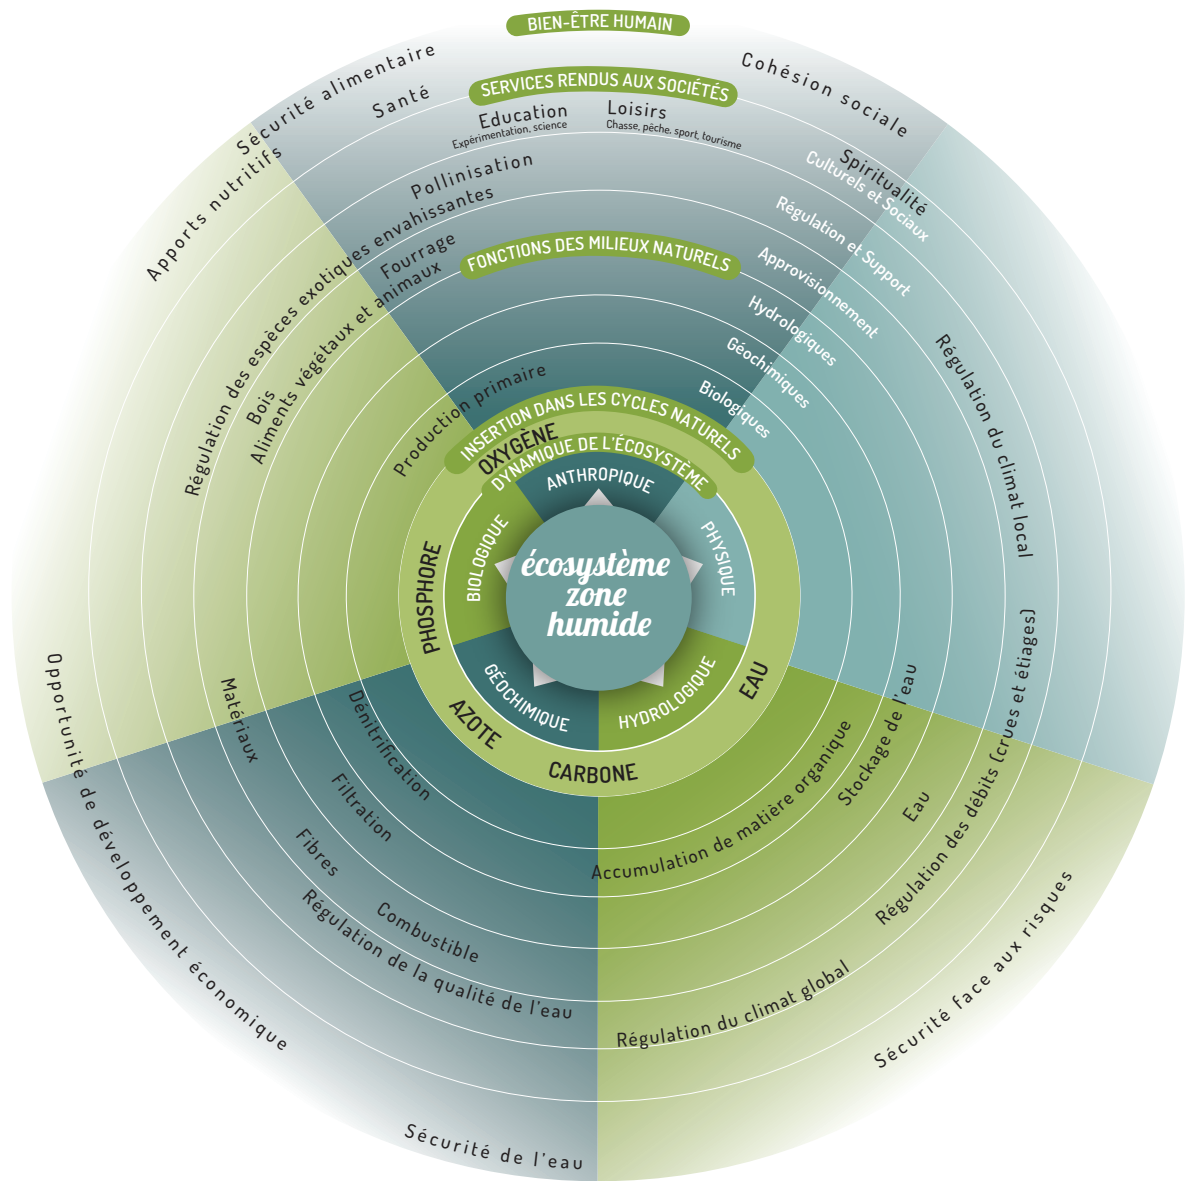 BIEN-ÊTRE HUMAIN
Sécurité alimentaire
Santé
Cohésion sociale
Spiritualité
Apports nutritifs
Opportunité de développement économique
Sécurité de l'eau
Sécurité face aux risques
SERVICES RENDUS AUX SOCIÉTÉS
Education
Expérimentation, science
Loisirs
Chasse, pêche, sport, tourisme
Culturels et Sociaux
Pollinisation
Régulation des espèces exotiques envahissantes
Régulation et Support
Régulation du climat local
Régulation des débits (crues et étiages)
Régulation du climat global
Régulation de la qualité de l'eau
Fourrage
Aliments végétaux et animaux
Bois
Approvisionnement
Matériaux
Fibres
Combustible
Eau
FONCTIONS DES MILIEUX NATURELS
Hydrologiques
Géochimiques
Biologiques
Stockage de l'eau
Filtration
Dénitrification
Accumulation de matière organique
Production primaire
INSERTION DANS LES CYCLES NATURELS
OXYGÈNE
PHOSPHORE
AZOTE
CARBONE
EAU
DYNAMIQUE DE L'ÉCOSYSTÈME
ANTHROPIQUE
PHYSIQUE
HYDROLOGIQUE
GÉOCHIMIQUE
BIOLOGIQUE
écosystème
zone
humide